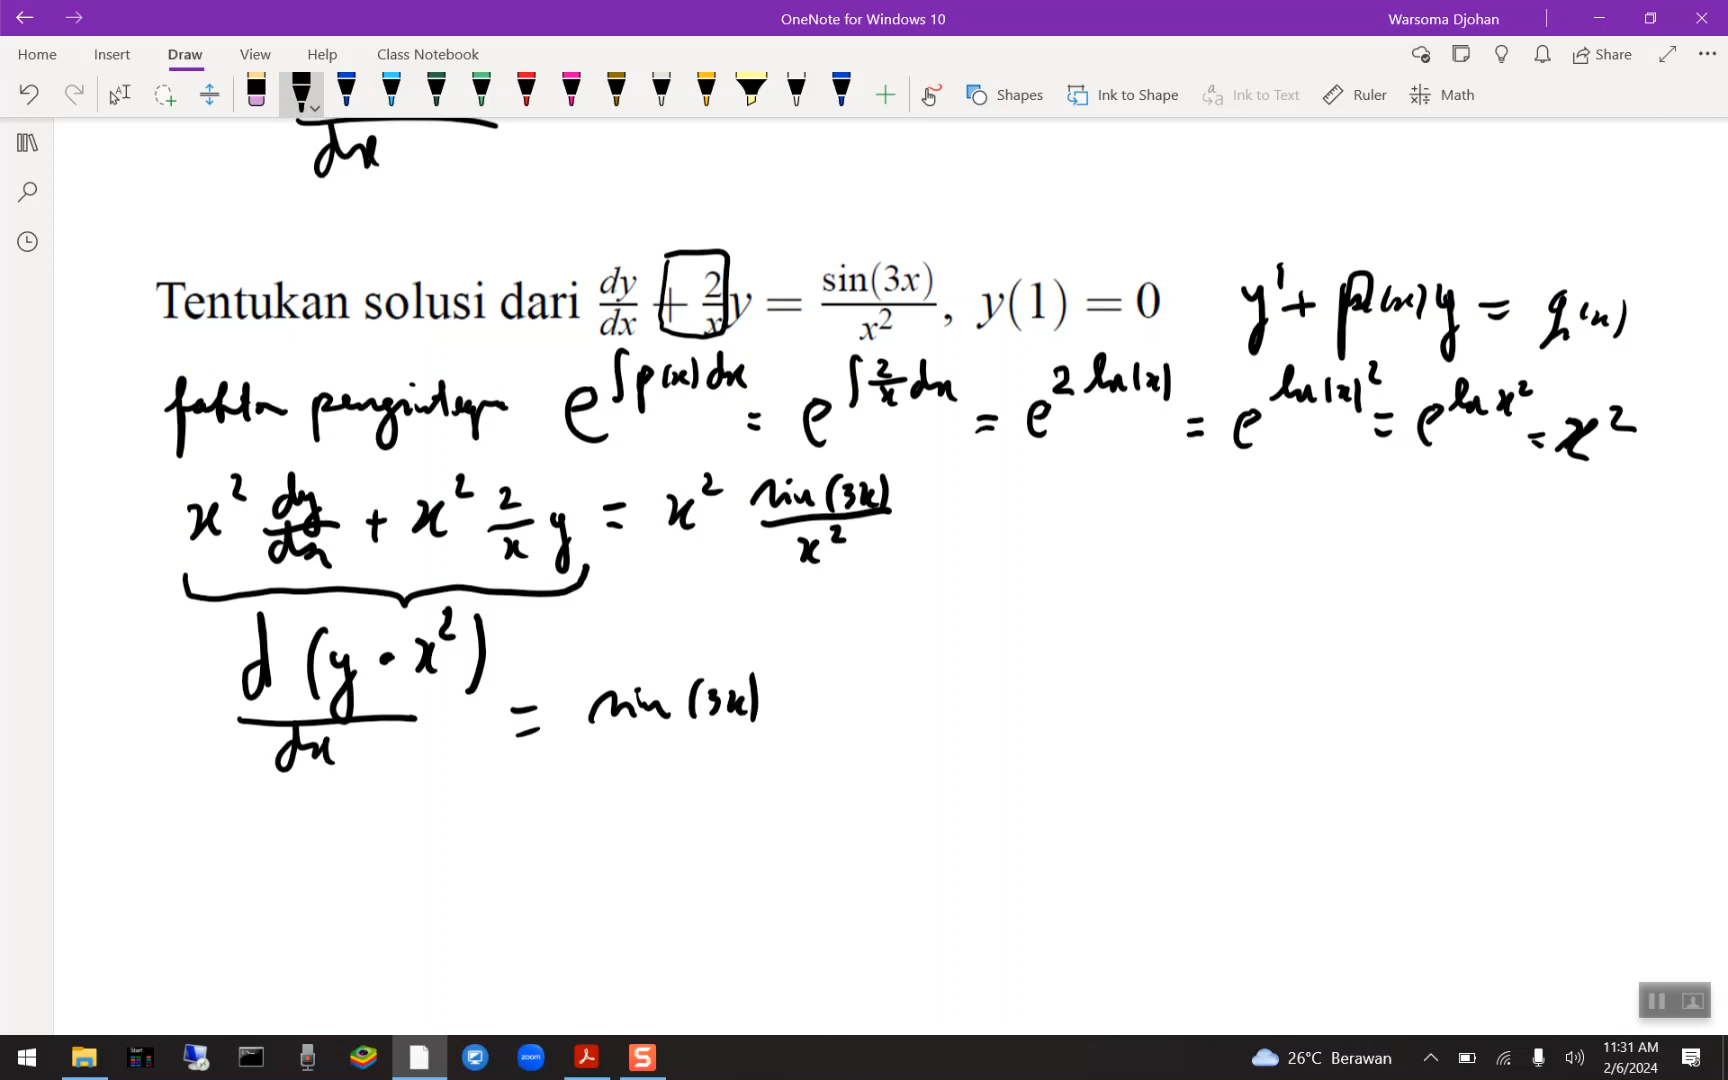 OneNote for Windows 10
Warsoma Djohan
Home Insert Draw View Help Class Notebook
Share
Shapes Ink to Shape Ink to Text Ruler Math
dx
Tentukan solusi dari dy/dx + 2/x y = sin(3x)/x², y(1) = 0
y' + p(x) y = q(x)
faktor pengintegra e^∫p(x)dx = e^∫2/x dx = e^2 ln|x| = e^ln|x|² = e^ln x² = x²
x² dy/dx + x² 2/x y = x² sin(3x)/x²
d (y • x²)/dx = sin(3x)
Start
zoom
26°C Berawan
11:31 AM
2/6/2024